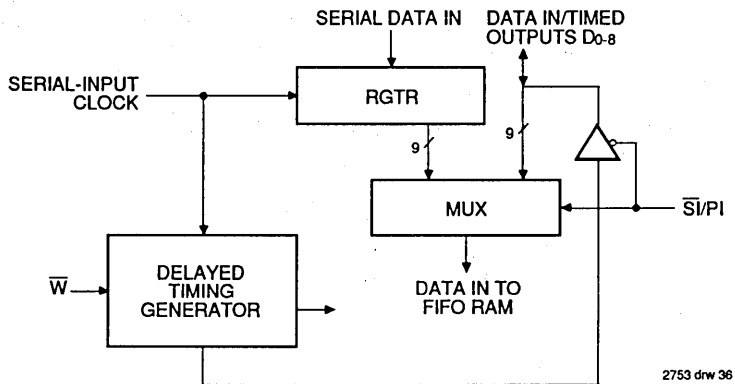 SERIAL DATA IN
DATA IN/TIMED
OUTPUTS D0-8
SERIAL-INPUT
CLOCK
RGTR
9
9
MUX
S̅I̅/PI
W̅
DELAYED
TIMING
GENERATOR
DATA IN TO
FIFO RAM
2753 drw 36